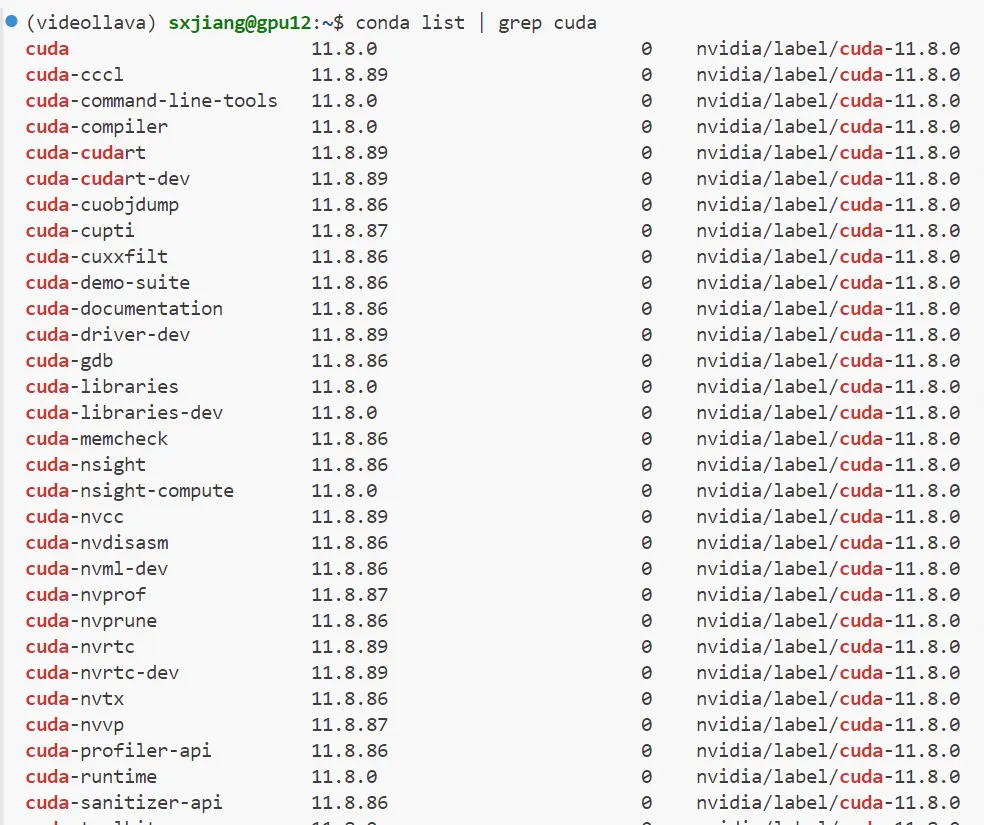 (videollava) sxjiang@gpu12:~$ conda list | grep cuda
cuda 11.8.0 0 nvidia/label/cuda-11.8.0
cuda-cccl 11.8.89 0 nvidia/label/cuda-11.8.0
cuda-command-line-tools 11.8.0 0 nvidia/label/cuda-11.8.0
cuda-compiler 11.8.0 0 nvidia/label/cuda-11.8.0
cuda-cudart 11.8.89 0 nvidia/label/cuda-11.8.0
cuda-cudart-dev 11.8.89 0 nvidia/label/cuda-11.8.0
cuda-cuobjdump 11.8.86 0 nvidia/label/cuda-11.8.0
cuda-cupti 11.8.87 0 nvidia/label/cuda-11.8.0
cuda-cuxxfilt 11.8.86 0 nvidia/label/cuda-11.8.0
cuda-demo-suite 11.8.86 0 nvidia/label/cuda-11.8.0
cuda-documentation 11.8.86 0 nvidia/label/cuda-11.8.0
cuda-driver-dev 11.8.89 0 nvidia/label/cuda-11.8.0
cuda-gdb 11.8.86 0 nvidia/label/cuda-11.8.0
cuda-libraries 11.8.0 0 nvidia/label/cuda-11.8.0
cuda-libraries-dev 11.8.0 0 nvidia/label/cuda-11.8.0
cuda-memcheck 11.8.86 0 nvidia/label/cuda-11.8.0
cuda-nsight 11.8.86 0 nvidia/label/cuda-11.8.0
cuda-nsight-compute 11.8.0 0 nvidia/label/cuda-11.8.0
cuda-nvcc 11.8.89 0 nvidia/label/cuda-11.8.0
cuda-nvdisasm 11.8.86 0 nvidia/label/cuda-11.8.0
cuda-nvml-dev 11.8.86 0 nvidia/label/cuda-11.8.0
cuda-nvprof 11.8.87 0 nvidia/label/cuda-11.8.0
cuda-nvprune 11.8.86 0 nvidia/label/cuda-11.8.0
cuda-nvrtc 11.8.89 0 nvidia/label/cuda-11.8.0
cuda-nvrtc-dev 11.8.89 0 nvidia/label/cuda-11.8.0
cuda-nvtx 11.8.86 0 nvidia/label/cuda-11.8.0
cuda-nvvp 11.8.87 0 nvidia/label/cuda-11.8.0
cuda-profiler-api 11.8.86 0 nvidia/label/cuda-11.8.0
cuda-runtime 11.8.0 0 nvidia/label/cuda-11.8.0
cuda-sanitizer-api 11.8.86 0 nvidia/label/cuda-11.8.0